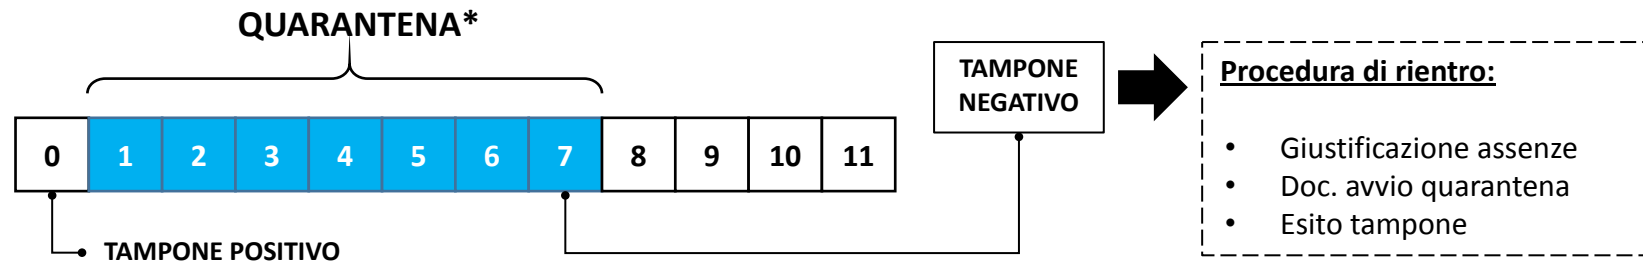 QUARANTENA*
TAMPONE
NEGATIVO
Procedura di rientro:
0 1 2 3 4 5 6 7 8 9 10 11
• Giustificazione assenze
• Doc. avvio quarantena
• Esito tampone
TAMPONE POSITIVO